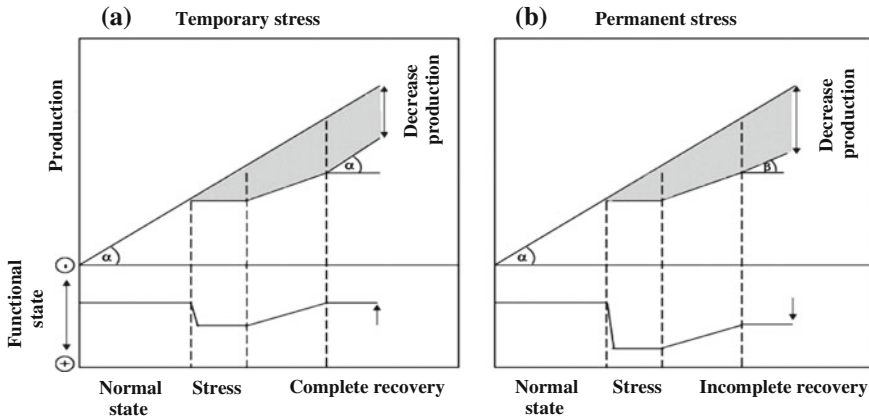 (a) Temporary stress
Production
Decrease
production
α
α
Functional
state
Normal
state
Stress
Complete recovery
(b) Permanent stress
Decrease
production
β
α
Normal
state
Stress
Incomplete recovery